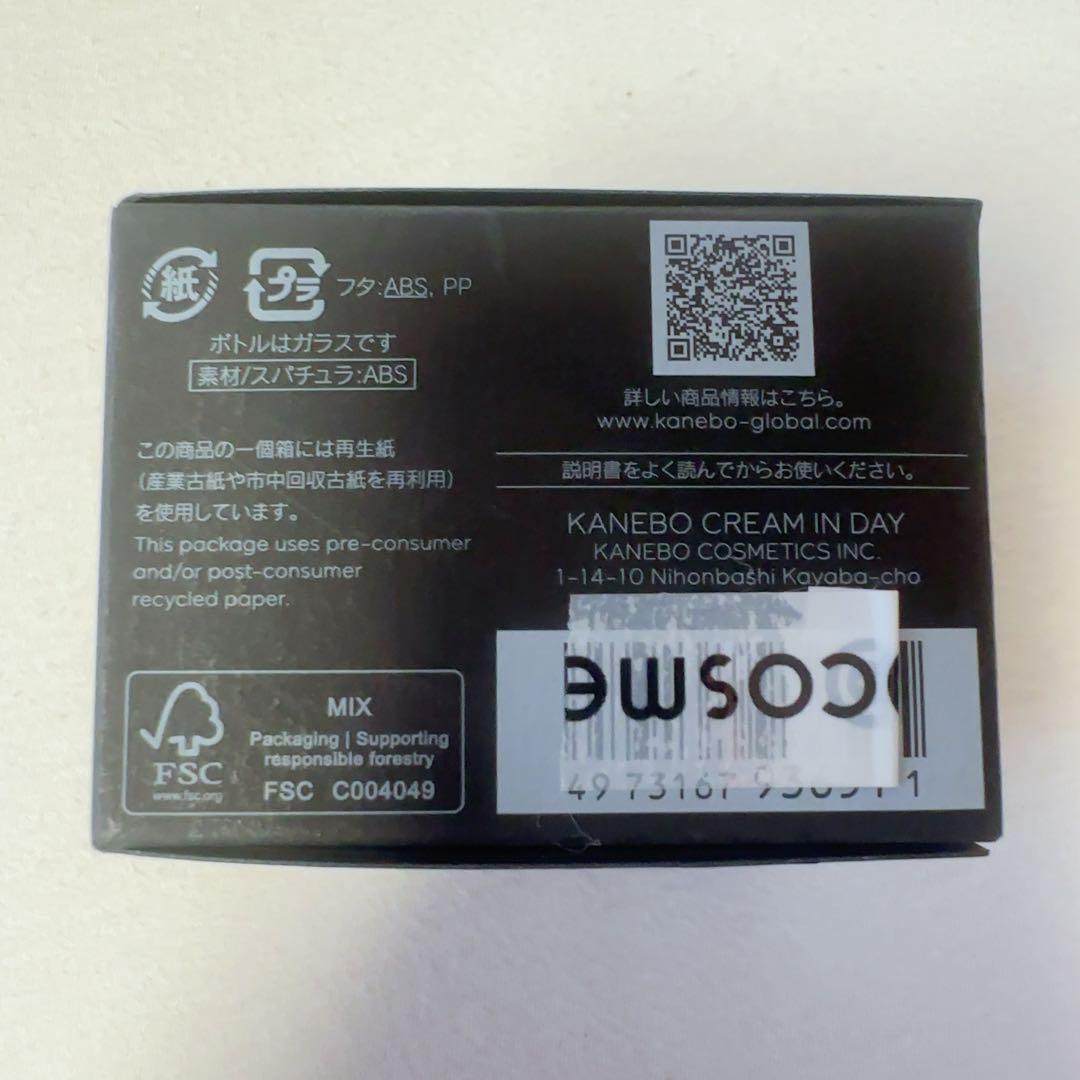 紙
プラ フタ:ABS, PP
ボトルはガラスです
素材/スパチュラ:ABS
この商品の一個箱には再生紙
(産業古紙や市中回収古紙を再利用)
を使用しています。
This package uses pre-consumer
and/or post-consumer
recycled paper.
FSC
www.fsc.org
MIX
Packaging | Supporting
responsible forestry
FSC C004049
詳しい商品情報はこちら。
www.kanebo-global.com
説明書をよく読んでからお使いください。
KANEBO CREAM IN DAY
KANEBO COSMETICS INC.
1-14-10 Nihonbashi Kayaba-cho
cosme
49 73167